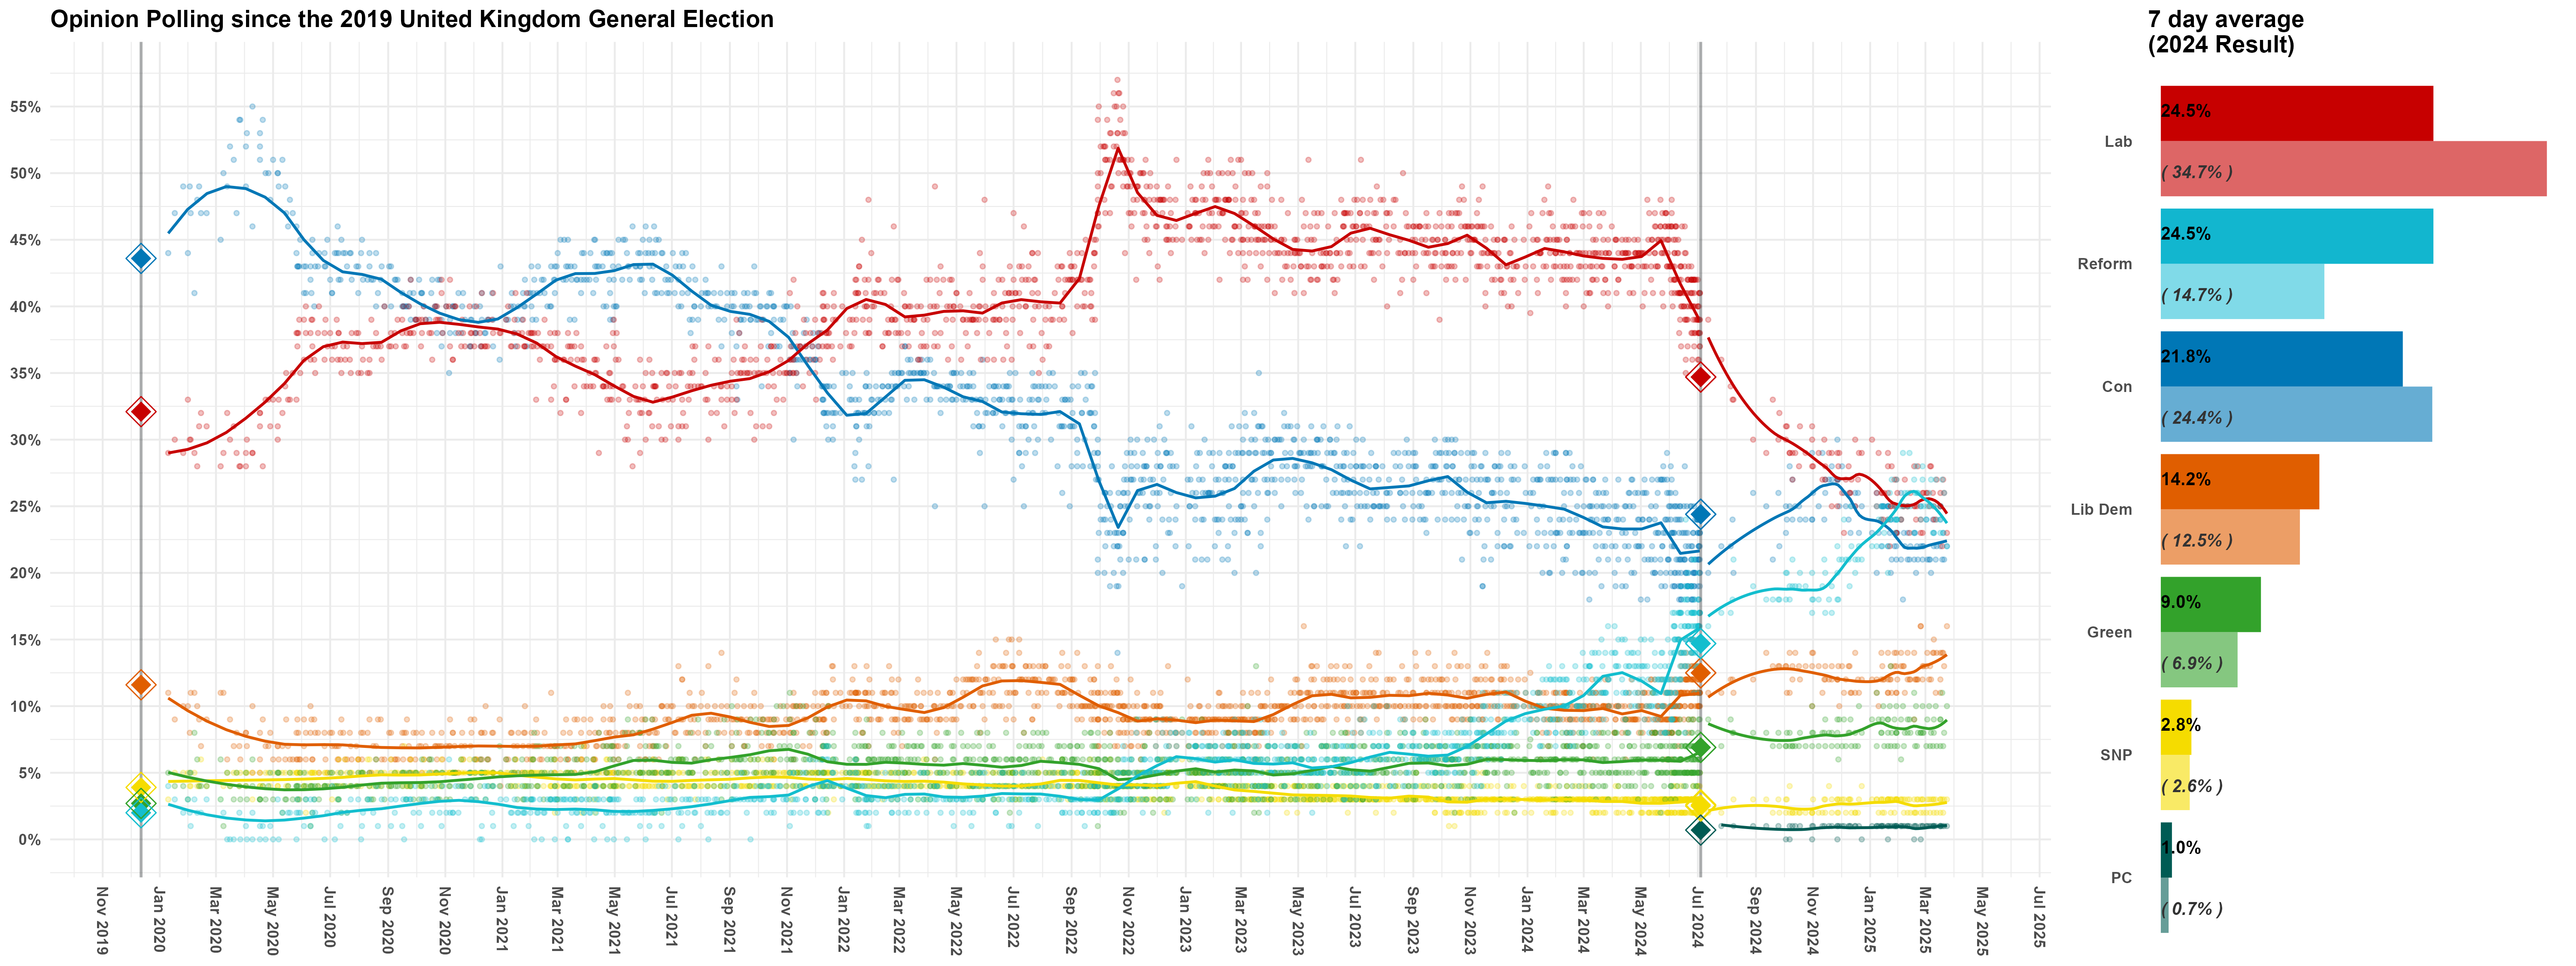 Opinion Polling since the 2019 United Kingdom General Election
55%
50%
45%
40%
35%
30%
25%
20%
15%
10%
5%
0%
Nov 2019
Jan 2020
Mar 2020
May 2020
Jul 2020
Sep 2020
Nov 2020
Jan 2021
Mar 2021
May 2021
Jul 2021
Sep 2021
Nov 2021
Jan 2022
Mar 2022
May 2022
Jul 2022
Sep 2022
Nov 2022
Jan 2023
Mar 2023
May 2023
Jul 2023
Sep 2023
Nov 2023
Jan 2024
Mar 2024
May 2024
Jul 2024
Sep 2024
Nov 2024
Jan 2025
Mar 2025
May 2025
Jul 2025
7 day average
(2024 Result)
Lab
24.5%
( 34.7% )
Reform
24.5%
( 14.7% )
Con
21.8%
( 24.4% )
Lib Dem
14.2%
( 12.5% )
Green
9.0%
( 6.9% )
SNP
2.8%
( 2.6% )
PC
1.0%
( 0.7% )